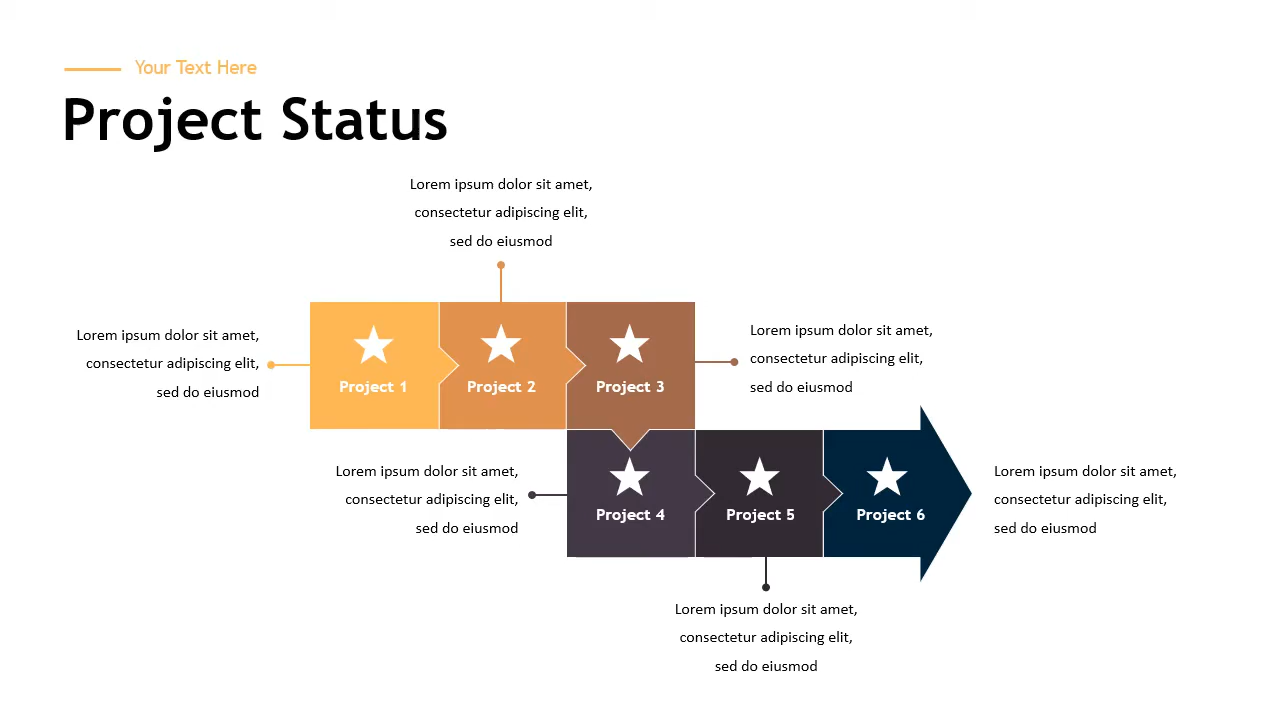 Your Text Here
Project Status
Lorem ipsum dolor sit amet,
consectetur adipiscing elit,
sed do eiusmod
Lorem ipsum dolor sit amet,
consectetur adipiscing elit,
sed do eiusmod
Project 1
Project 2
Project 3
Lorem ipsum dolor sit amet,
consectetur adipiscing elit,
sed do eiusmod
Lorem ipsum dolor sit amet,
consectetur adipiscing elit,
sed do eiusmod
Project 4
Project 5
Project 6
Lorem ipsum dolor sit amet,
consectetur adipiscing elit,
sed do eiusmod
Lorem ipsum dolor sit amet,
consectetur adipiscing elit,
sed do eiusmod